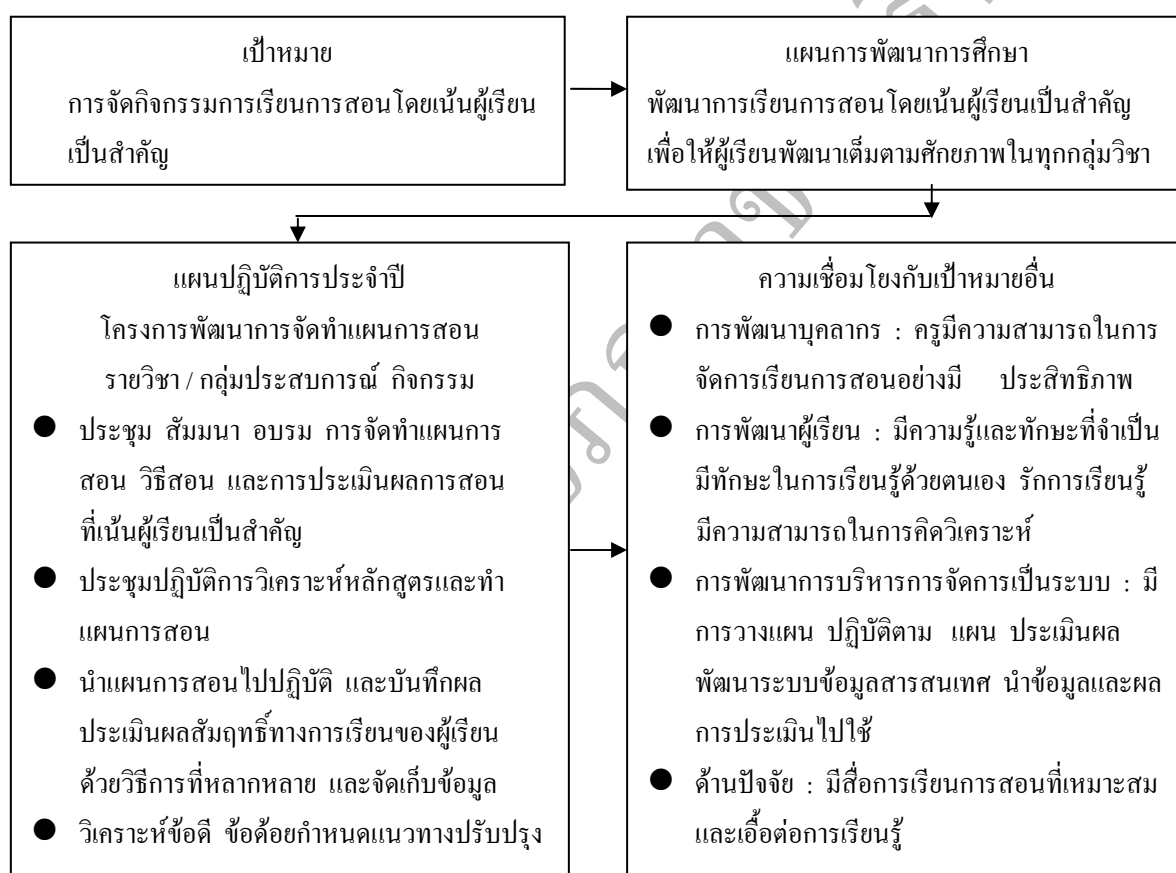 เป้าหมาย
การจัดกิจกรรมการเรียนการสอนโดยเน้นผู้เรียน
เป็นสำคัญ
แผนการพัฒนาการศึกษา
พัฒนาการเรียนการสอนโดยเน้นผู้เรียนเป็นสำคัญ
เพื่อให้ผู้เรียนพัฒนาเต็มตามศักยภาพในทุกกลุ่มวิชา
แผนปฏิบัติการประจำปี
โครงการพัฒนาการจัดทำแผนการสอน
รายวิชา / กลุ่มประสบการณ์ กิจกรรม
● ประชุม สัมมนา อบรม การจัดทำแผนการ
สอน วิธีสอน และการประเมินผลการสอน
ที่เน้นผู้เรียนเป็นสำคัญ
● ประชุมปฏิบัติการวิเคราะห์หลักสูตรและทำ
แผนการสอน
● นำแผนการสอนไปปฏิบัติ และบันทึกผล
ประเมินผลสัมฤทธิ์ทางการเรียนของผู้เรียน
ด้วยวิธีการที่หลากหลาย และจัดเก็บข้อมูล
● วิเคราะห์ข้อดี ข้อด้อยกำหนดแนวทางปรับปรุง
ความเชื่อมโยงกับเป้าหมายอื่น
● การพัฒนาบุคลากร : ครูมีความสามารถในการ
จัดการเรียนการสอนอย่างมี ประสิทธิภาพ
● การพัฒนาผู้เรียน : มีความรู้และทักษะที่จำเป็น
มีทักษะในการเรียนรู้ด้วยตนเอง รักการเรียนรู้
มีความสามารถในการคิดวิเคราะห์
● การพัฒนาการบริหารการจัดการเป็นระบบ : มี
การวางแผน ปฏิบัติตาม แผน ประเมินผล
พัฒนาระบบข้อมูลสารสนเทศ นำข้อมูลและผล
การประเมินไปใช้
● ด้านปัจจัย : มีสื่อการเรียนการสอนที่เหมาะสม
และเอื้อต่อการเรียนรู้